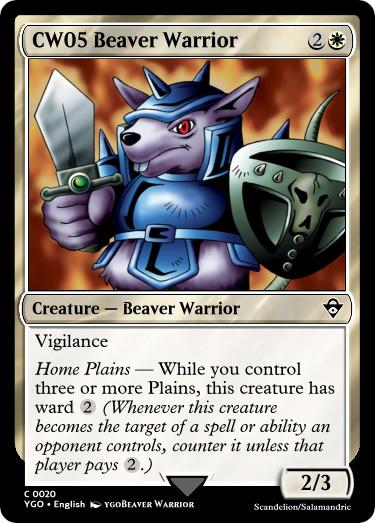 CW05 Beaver Warrior 2
Creature — Beaver Warrior
Vigilance
Home Plains — While you control
three or more Plains, this creature has
ward 2 (Whenever this creature
becomes the target of a spell or ability an
opponent controls, counter it unless that
player pays 2.)
2/3
C 0020
YGO • English YGOBEAVER WARRIOR
Scandelion/Salamandric